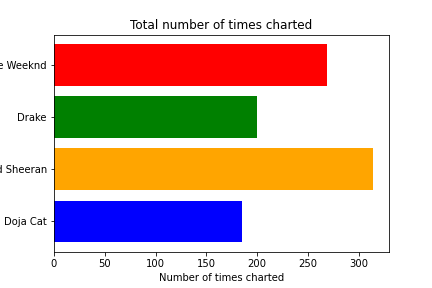 Total number of times charted
e Weeknd
Drake
d Sheeran
Doja Cat
0 50 100 150 200 250 300
Number of times charted